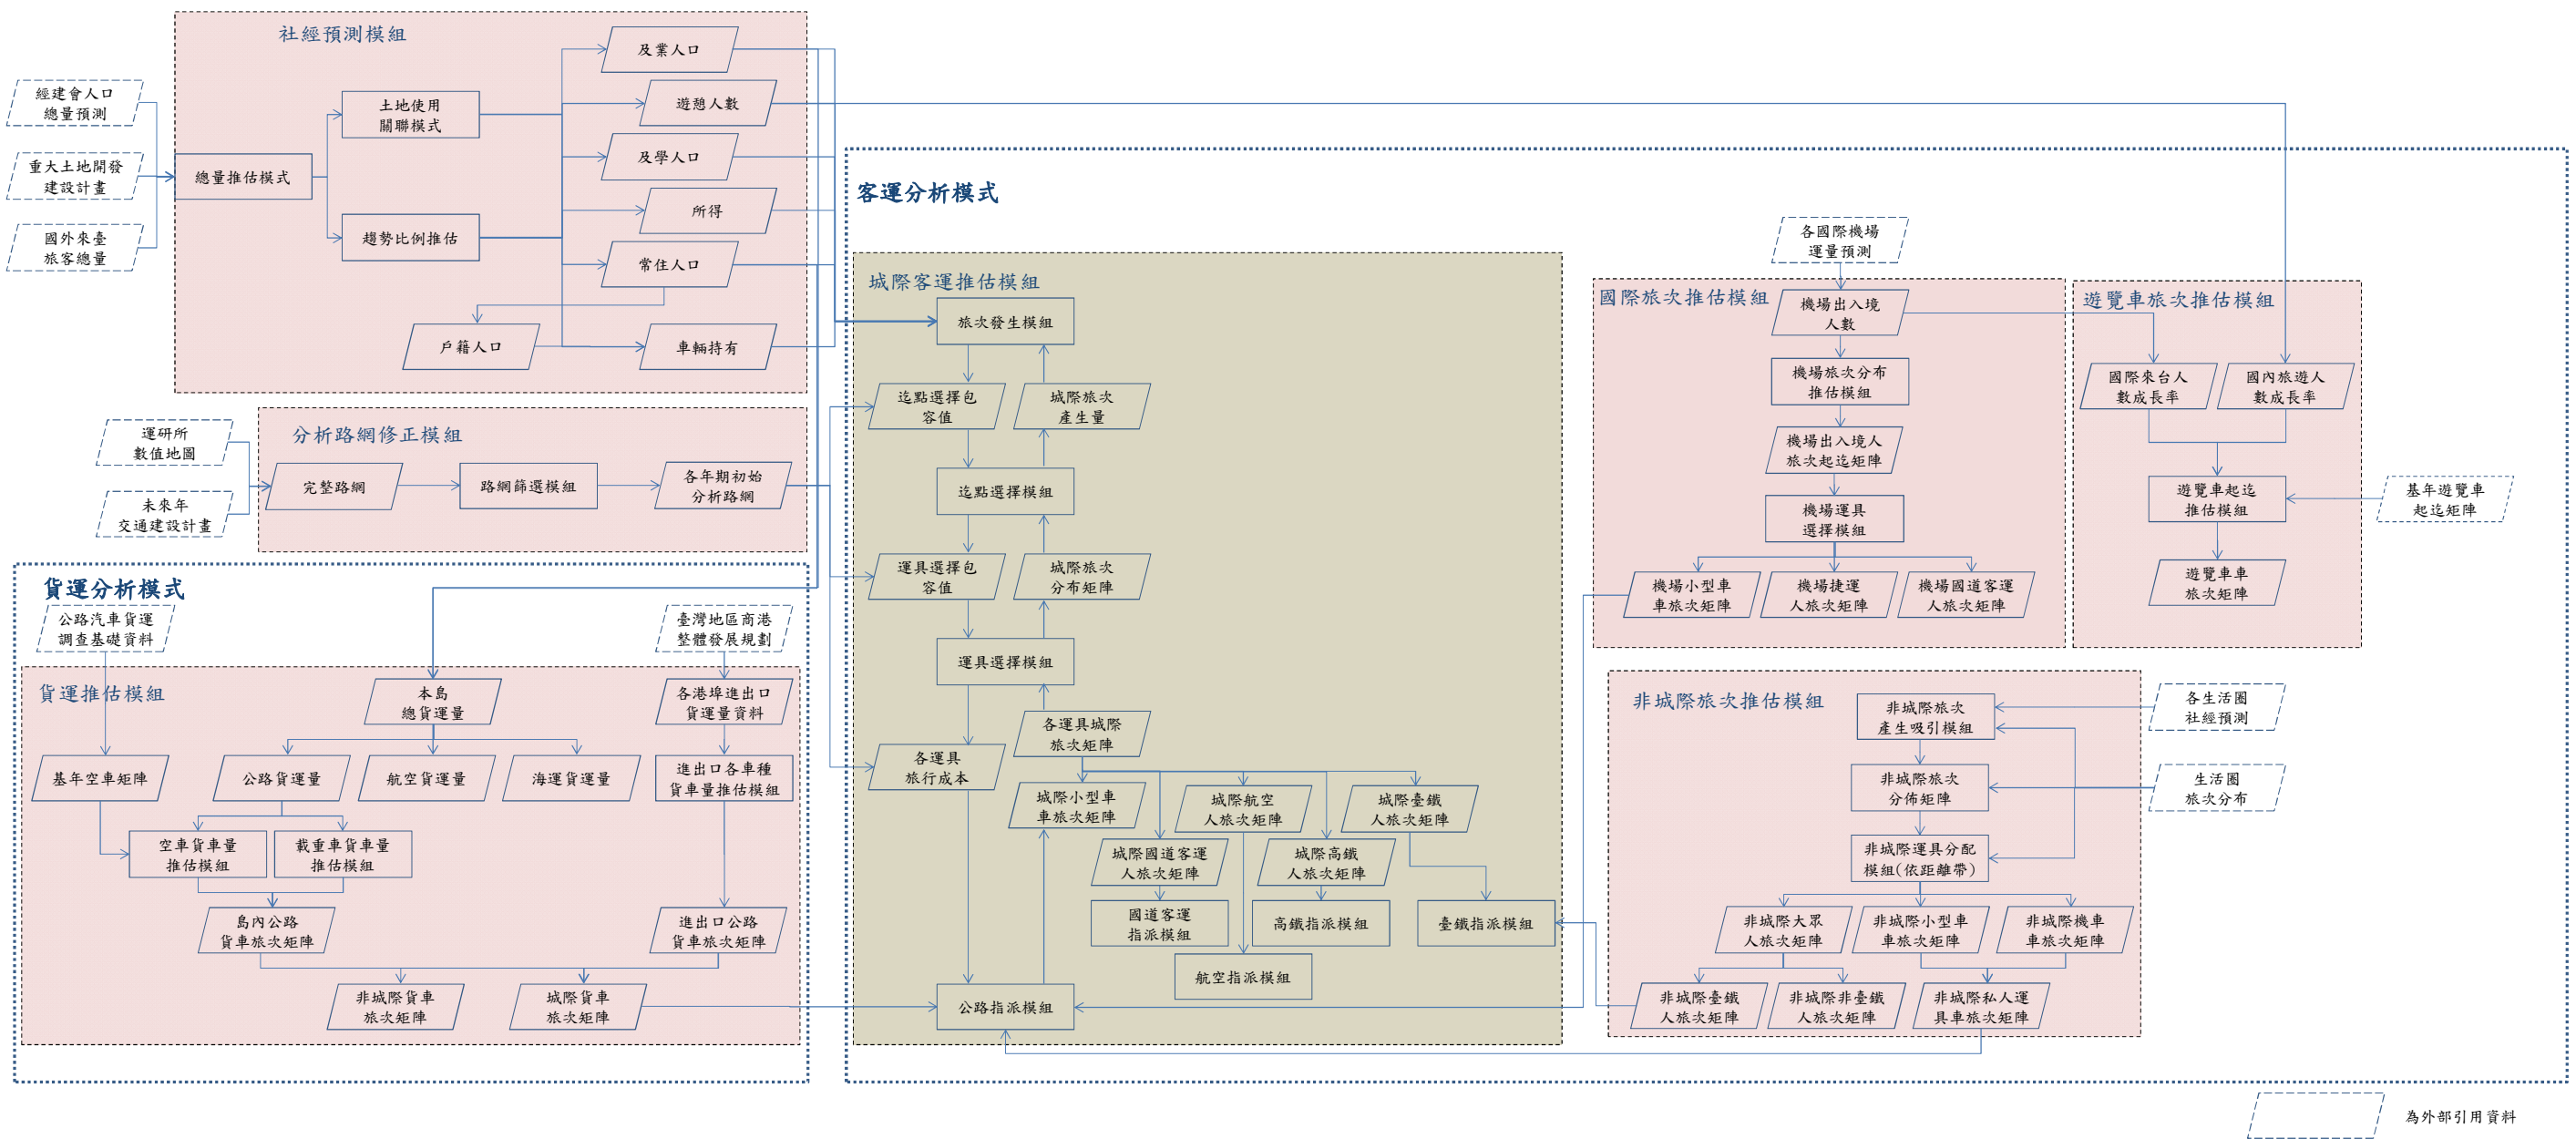 社經預測模組
經建會人口
總量預測
重大土地開發
建設計畫
國外來臺
旅客總量
總量推估模式
土地使用
關聯模式
趨勢比例推估
及業人口
遊憩人數
及學人口
所得
常住人口
戶籍人口
車輛持有
分析路網修正模組
運研所
數值地圖
未來年
交通建設計畫
完整路網
路網篩選模組
各年期初始
分析路網
貨運分析模式
公路汽車貨運
調查基礎資料
臺灣地區商港
整體發展規劃
貨運推估模組
本島
總貨運量
各港埠進出口
貨運量資料
基年空車矩陣
公路貨運量
航空貨運量
海運貨運量
進出口各車種
貨車量推估模組
空車貨車量
推估模組
載重車貨車量
推估模組
島內公路
貨車旅次矩陣
進出口公路
貨車旅次矩陣
非城際貨車
旅次矩陣
城際貨車
旅次矩陣
客運分析模式
城際客運推估模組
旅次發生模組
迄點選擇包
容值
城際旅次
產生量
迄點選擇模組
運具選擇包
容值
城際旅次
分布矩陣
運具選擇模組
各運具城際
旅次矩陣
各運具
旅行成本
城際小型車
車旅次矩陣
城際航空
人旅次矩陣
城際臺鐵
人旅次矩陣
城際國道客運
人旅次矩陣
城際高鐵
人旅次矩陣
國道客運
指派模組
高鐵指派模組
臺鐵指派模組
航空指派模組
公路指派模組
各國際機場
運量預測
國際旅次推估模組
機場出入境
人數
機場旅次分布
推估模組
機場出入境人
旅次起迄矩陣
機場運具
選擇模組
機場小型車
車旅次矩陣
機場捷運
人旅次矩陣
機場國道客運
人旅次矩陣
遊覽車旅次推估模組
國際來台人
數成長率
國內旅遊人
數成長率
遊覽車起迄
推估模組
基年遊覽車
起迄矩陣
遊覽車車
旅次矩陣
非城際旅次推估模組
非城際旅次
產生吸引模組
各生活圈
社經預測
非城際旅次
分佈矩陣
生活圈
旅次分布
非城際運具分配
模組(依距離帶)
非城際大眾
人旅次矩陣
非城際小型車
車旅次矩陣
非城際機車
車旅次矩陣
非城際臺鐵
人旅次矩陣
非城際非臺鐵
人旅次矩陣
非城際私人運
具車旅次矩陣
為外部引用資料